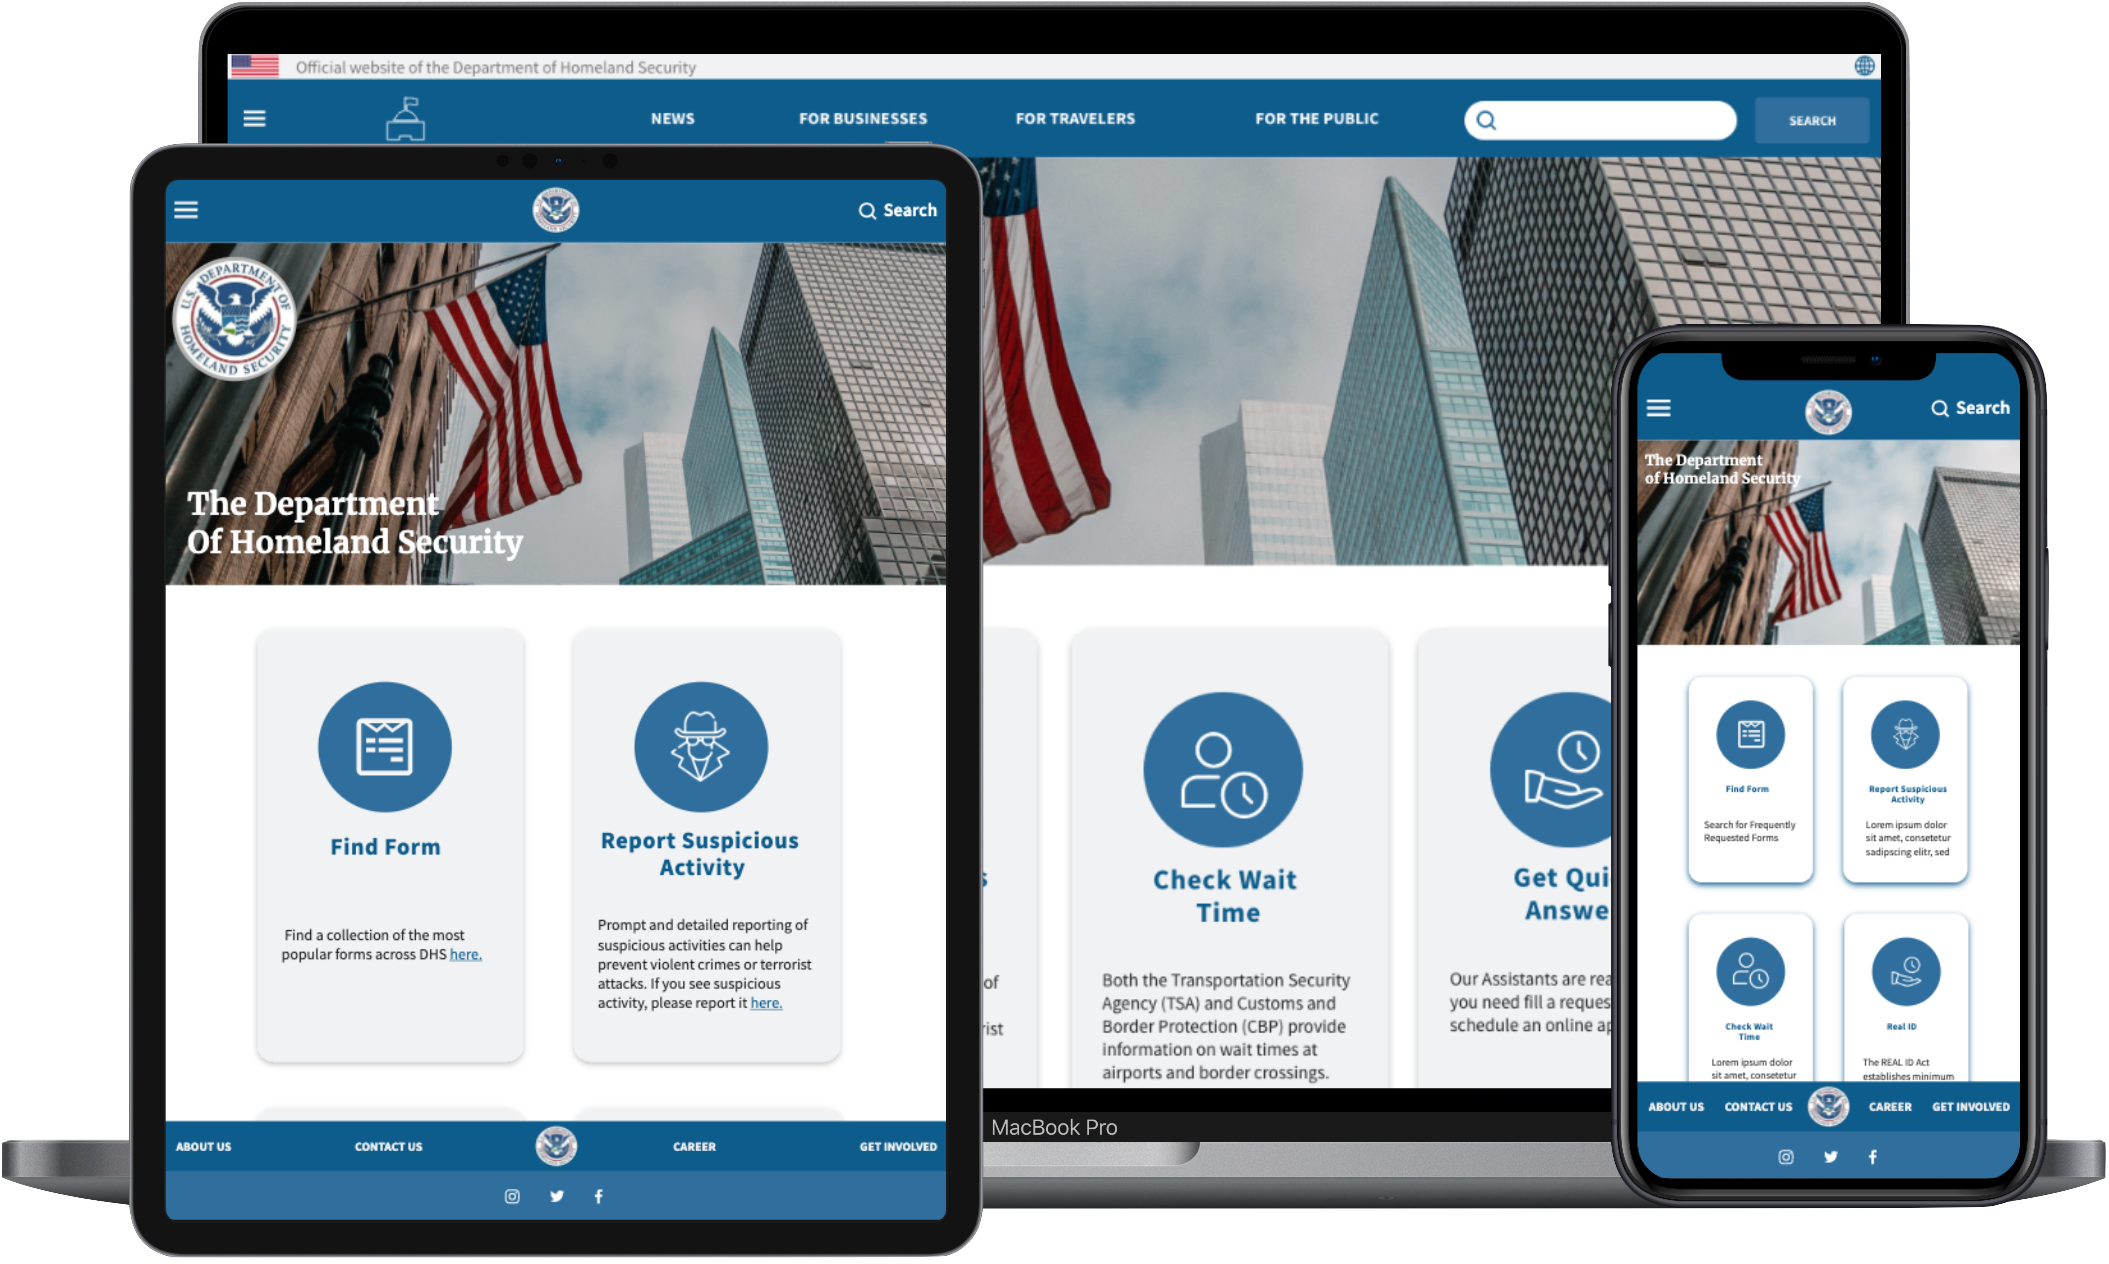 Official website of the Department of Homeland Security
NEWS
FOR BUSINESSES
FOR TRAVELERS
FOR THE PUBLIC
SEARCH
Search
U.S. DEPARTMENT OF HOMELAND SECURITY
The Department
Of Homeland Security
Find Form
Find a collection of the most
popular forms across DHS here.
Report Suspicious
Activity
Prompt and detailed reporting of
suspicious activities can help
prevent violent crimes or terrorist
attacks. If you see suspicious
activity, please report it here.
ABOUT US
CONTACT US
CAREER
GET INVOLVED
s
of
rist
Check Wait
Time
Both the Transportation Security
Agency (TSA) and Customs and
Border Protection (CBP) provide
information on wait times at
airports and border crossings.
Get Qui
Answe
Our Assistants are rea
you need fill a reques
schedule an online ap
MacBook Pro
Search
The Department
of Homeland Security
Find Form
Search for Frequently
Requested Forms
Report Suspicious
Activity
Lorem ipsum dolor
sit amet, consetetur
sadipscing elitr, sed
Check Wait
Time
Lorem ipsum dolor
sit amet, consetetur
Real ID
The REAL ID Act
establishes minimum
ABOUT US
CONTACT US
CAREER
GET INVOLVED